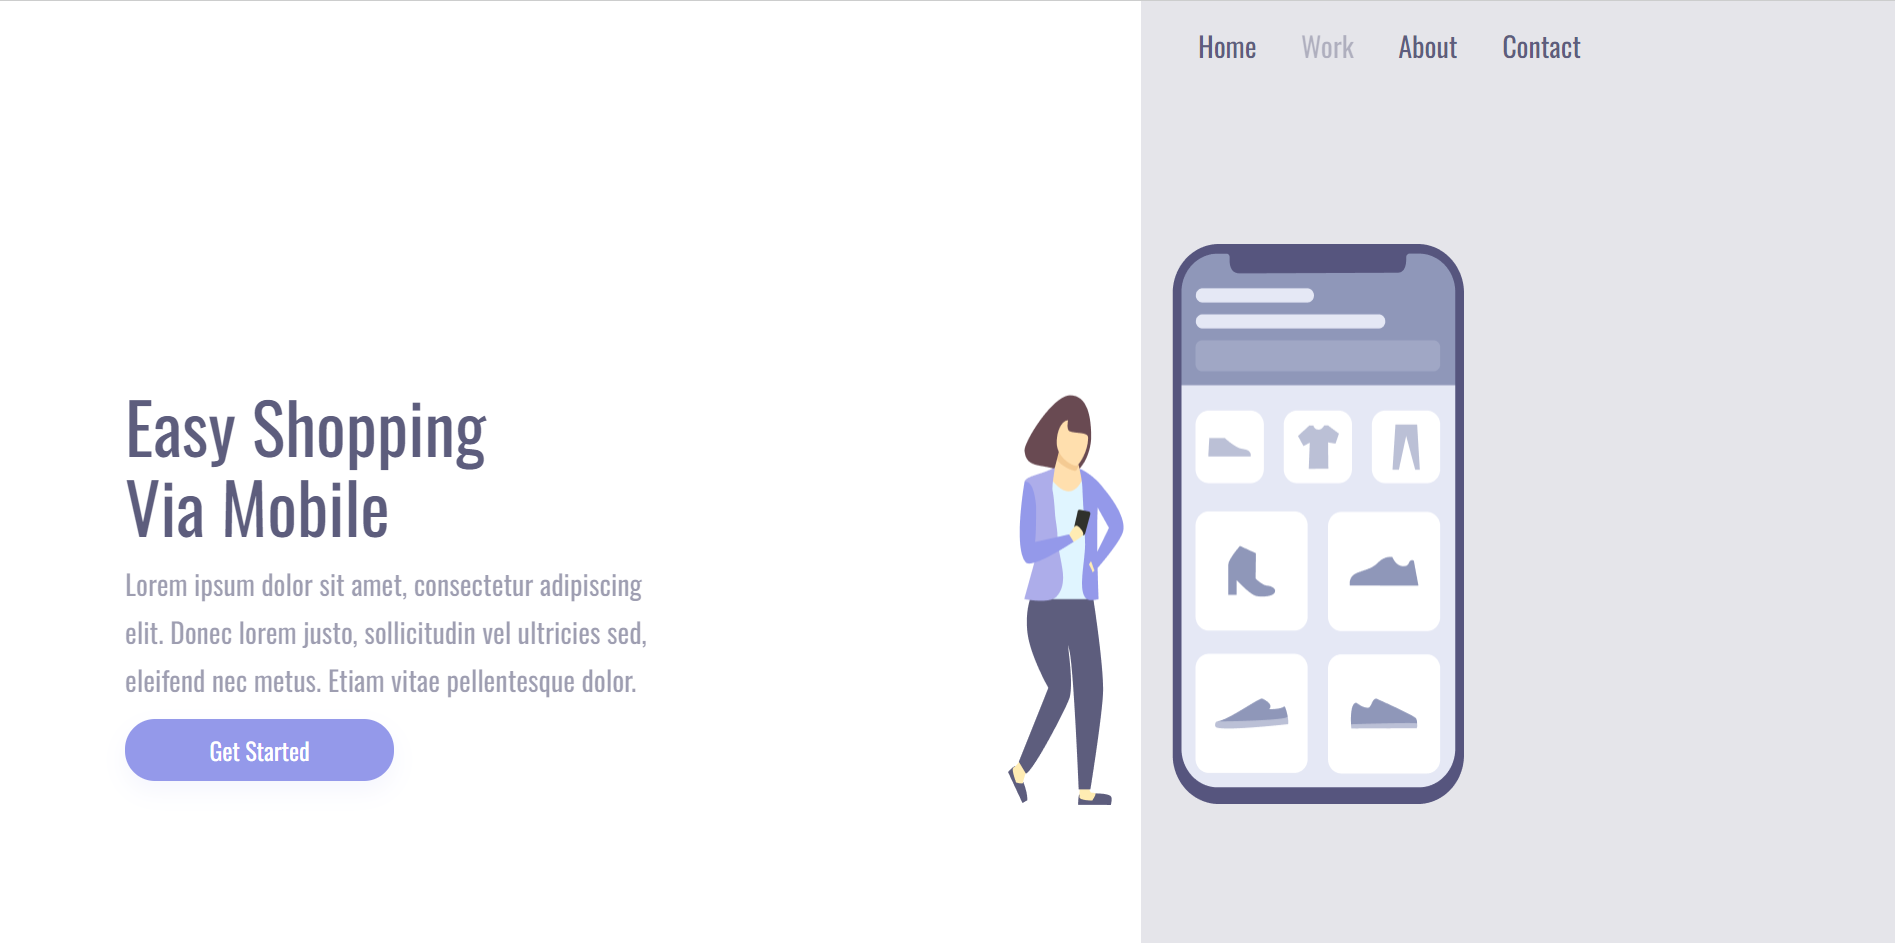 Home Work About Contact
Easy Shopping
Via Mobile
Lorem ipsum dolor sit amet, consectetur adipiscing
elit. Donec lorem justo, sollicitudin vel ultricies sed,
eleifend nec metus. Etiam vitae pellentesque dolor.
Get Started